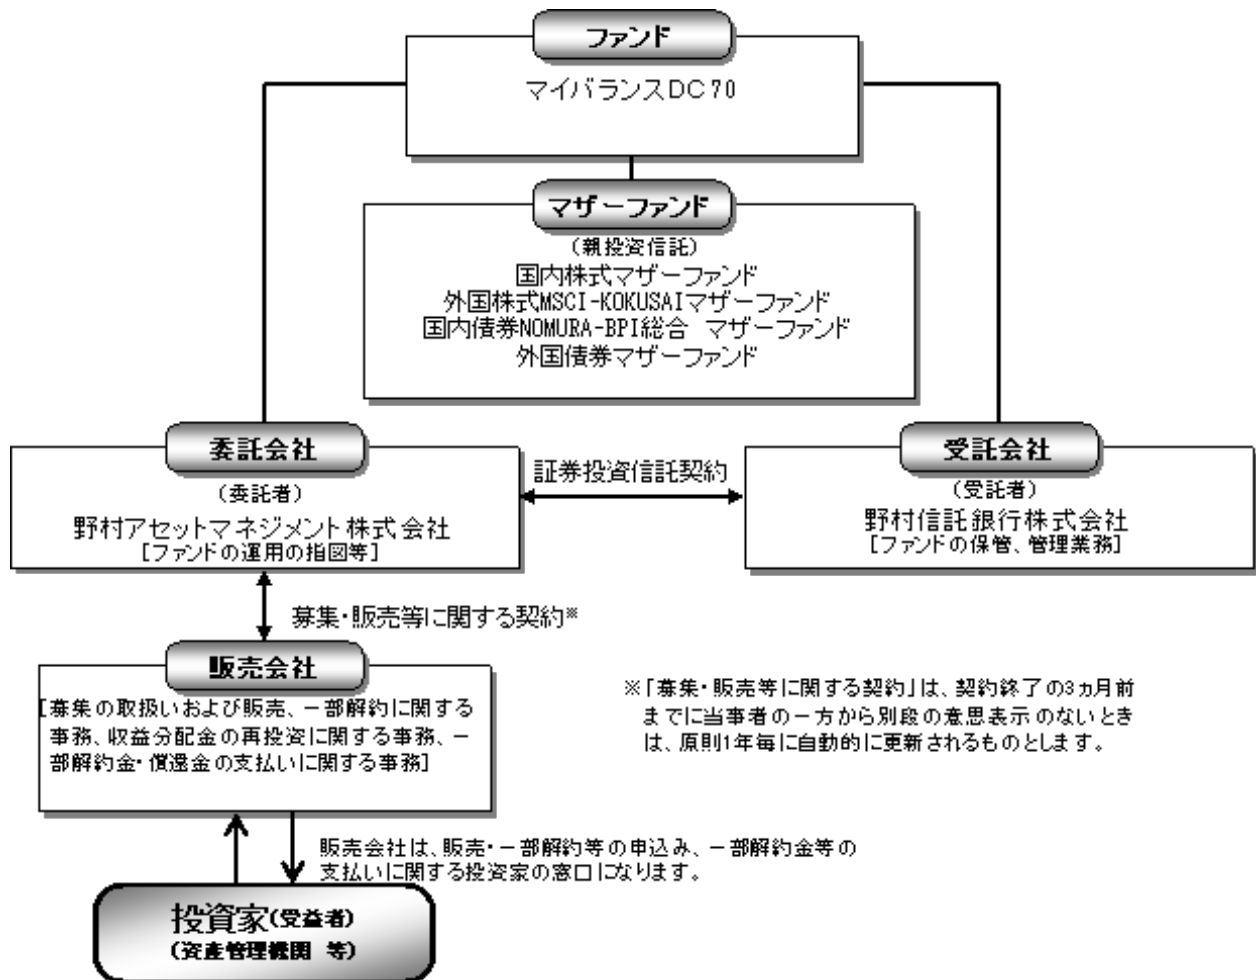 ファンド
マイバランスDC70
マザーファンド
(親投資信託)
国内株式マザーファンド
外国株式MSCI-KOKUSAIマザーファンド
国内債券NOMURA-BPI総合　マザーファンド
外国債券マザーファンド
委託会社
(委託者)
野村アセットマネジメント株式会社
[ファンドの運用の指図等]
証券投資信託契約
受託会社
(受託者)
野村信託銀行株式会社
[ファンドの保管、管理業務]
募集・販売等に関する契約※
販売会社
[募集の取扱いおよび販売、一部解約に関する
事務、収益分配金の再投資に関する事務、一
部解約金・償還金の支払いに関する事務]
※「募集・販売等に関する契約」は、契約終了の3ヵ月前
までに当事者の一方から別段の意思表示のないとき
は、原則1年毎に自動的に更新されるものとします。
販売会社は、販売・一部解約等の申込み、一部解約金等の
支払いに関する投資家の窓口になります。
投資家(受益者)
(資産管理機関 等)